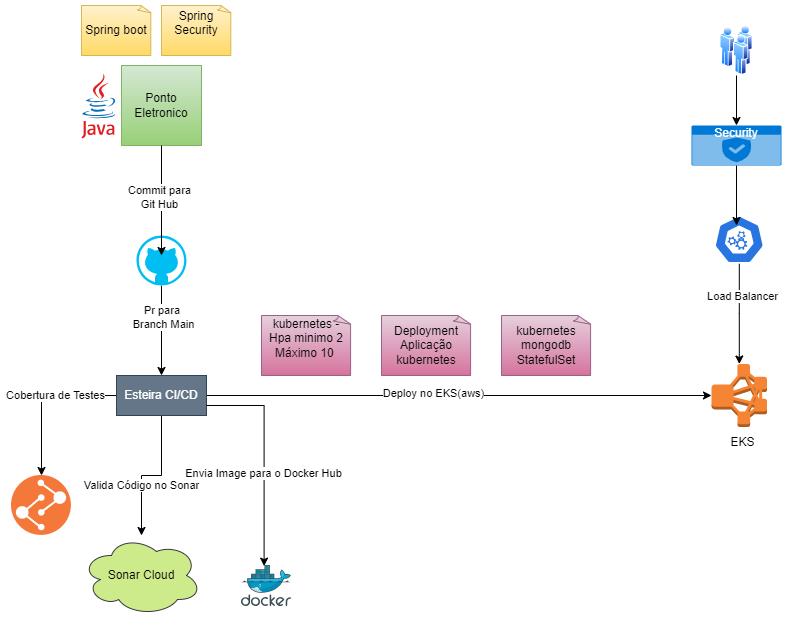 Spring boot
Spring
Security
Java
Ponto
Eletronico
Security
Commit para
Git Hub
Load Balancer
Pr para
Branch Main
kubernetes -
Hpa minimo 2
Máximo 10
Deployment
Aplicação
kubernetes
kubernetes
mongodb
StatefulSet
Cobertura de Testes
Esteira CI/CD
Deploy no EKS(aws)
EKS
Envia Image para o Docker Hub
Valida Código no Sonar
Sonar Cloud
docker